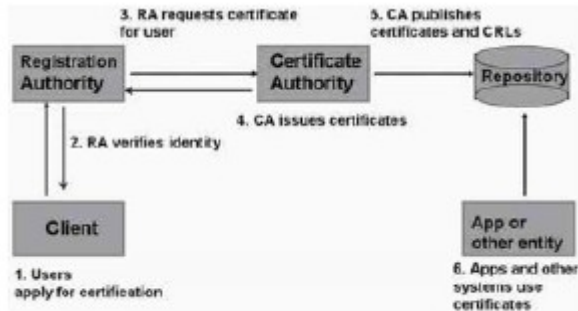 3. RA requests certificate
for user
5. CA publishes
certificates and CRLs
Registration
Authority
Certificate
Authority
Repository
4. CA issues certificates
2. RA verifies identity
Client
App or
other entity
1. Users
apply for certification
6. Apps and other
systems use
certificates